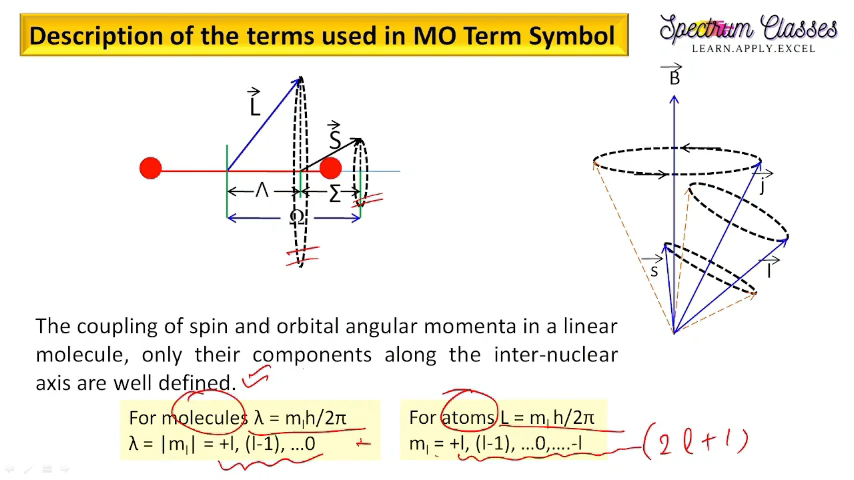 Description of the terms used in MO Term Symbol
Spectrum Classes
LEARN.APPLY.EXCEL
B
L
S
Λ
Σ
Ω
j
s
l
The coupling of spin and orbital angular momenta in a linear
molecule, only their components along the inter-nuclear
axis are well defined.
For molecules λ = mₗh/2π
λ = |mₗ| = +l, (l-1), ...0
For atoms L = mₗ h/2π
mₗ = +l, (l-1), ...0,....-l
(2l+1)